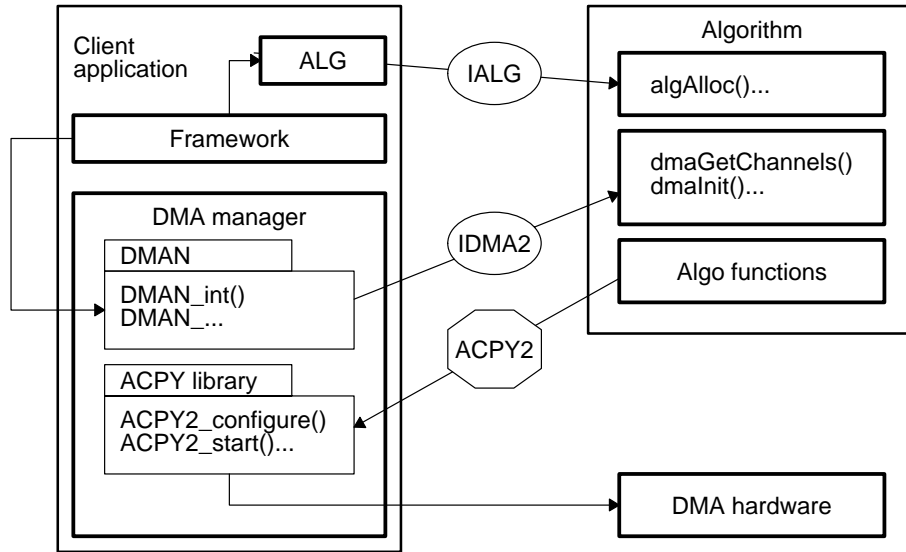 Client
application
ALG
Framework
DMA manager
DMAN
DMAN_int()
DMAN_...
ACPY library
ACPY2_configure()
ACPY2_start()...
IALG
IDMA2
ACPY2
Algorithm
algAlloc()...
dmaGetChannels()
dmaInit()...
Algo functions
DMA hardware